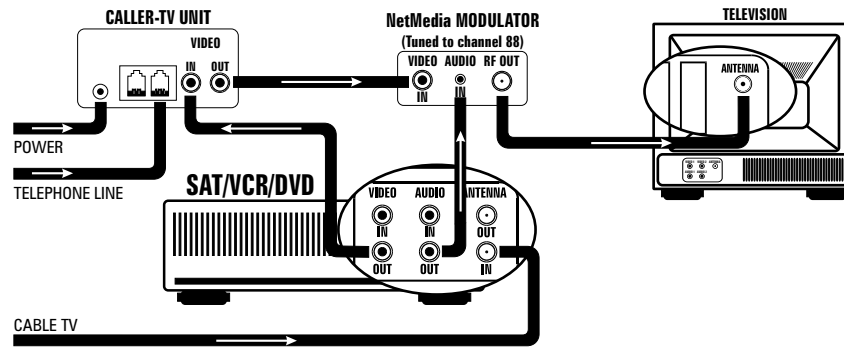 CALLER-TV UNIT
VIDEO
IN OUT
POWER
TELEPHONE LINE
NetMedia MODULATOR
(Tuned to channel 88)
VIDEO AUDIO RF OUT
IN IN
TELEVISION
ANTENNA
SAT/VCR/DVD
VIDEO AUDIO ANTENNA
IN IN OUT
OUT OUT IN
CABLE TV